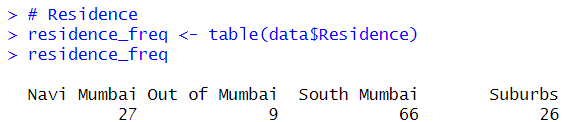 > # Residence
> residence_freq <- table(data$Residence)
> residence_freq
Navi Mumbai Out of Mumbai South Mumbai Suburbs
27 9 66 26